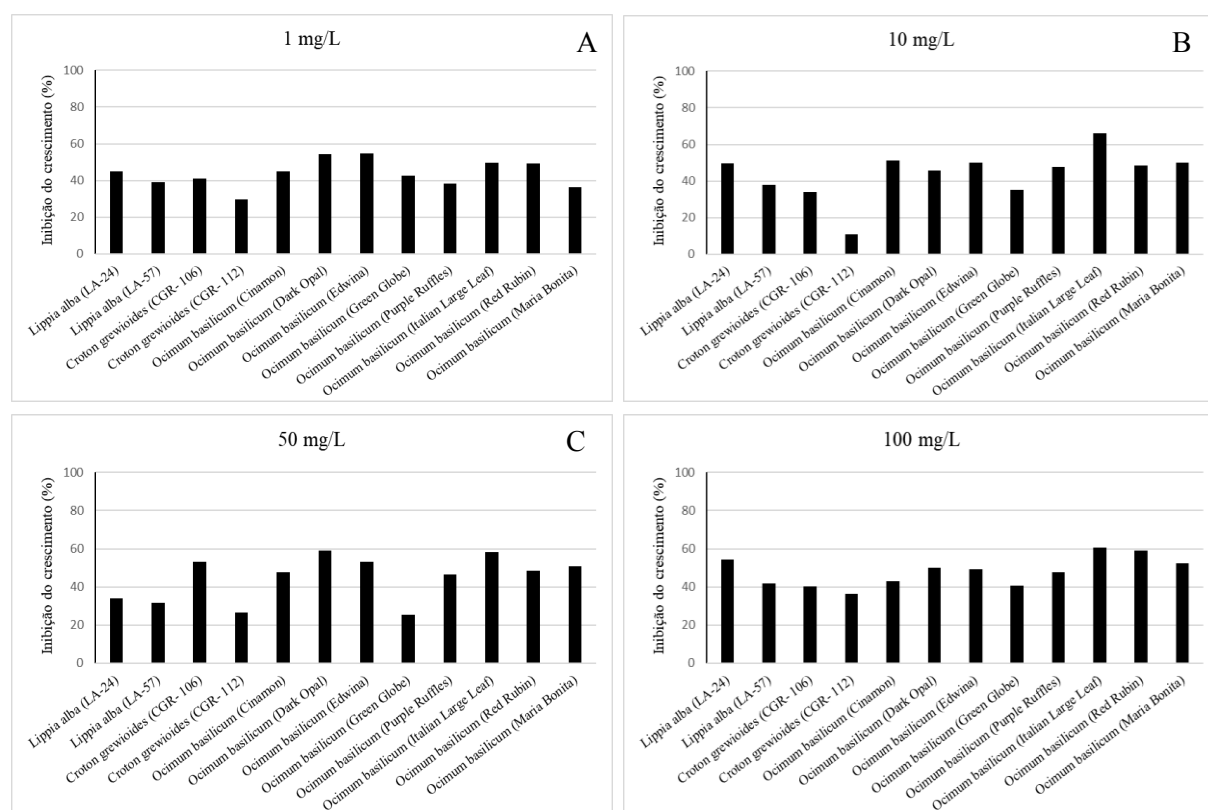 1 mg/L
A
Inibição do crescimento (%)
100
80
60
40
20
0
Lippia alba (LA-24)
Lippia alba (LA-57)
Croton grewioides (CGR- 106)
Croton grewioides (CGR- 112)
Ocimum basilicum (Cinamon)
Ocimum basilicum (Dark Opal)
Ocimum basilicum (Edwina)
Ocimum basilicum (Green Globe)
Ocimum basilicum (Purple Ruffles)
Ocimum basilicum (Italian Large Leaf)
Ocimum basilicum (Red Rubin)
Ocimum basilicum (Maria Bonita)
10 mg/L
B
Inibição do crescimento (%)
100
80
60
40
20
0
Lippia alba (LA-24)
Lippia alba (LA-57)
Croton grewioides (CGR- 106)
Croton grewioides (CGR- 112)
Ocimum basilicum (Cinamon)
Ocimum basilicum (Dark Opal)
Ocimum basilicum (Edwina)
Ocimum basilicum (Green Globe)
Ocimum basilicum (Purple Ruffles)
Ocimum basilicum (Italian Large Leaf)
Ocimum basilicum (Red Rubin)
Ocimum basilicum (Maria Bonita)
50 mg/L
C
Inibição do crescimento (%)
100
80
60
40
20
0
Lippia alba (LA-24)
Lippia alba (LA-57)
Croton grewioides (CGR- 106)
Croton grewioides (CGR- 112)
Ocimum basilicum (Cinamon)
Ocimum basilicum (Dark Opal)
Ocimum basilicum (Edwina)
Ocimum basilicum (Green Globe)
Ocimum basilicum (Purple Ruffles)
Ocimum basilicum (Italian Large Leaf)
Ocimum basilicum (Red Rubin)
Ocimum basilicum (Maria Bonita)
100 mg/L
Inibição do crescimento (%)
100
80
60
40
20
0
Lippia alba (LA-24)
Lippia alba (LA-57)
Croton grewioides (CGR- 106)
Croton grewioides (CGR- 112)
Ocimum basilicum (Cinamon)
Ocimum basilicum (Dark Opal)
Ocimum basilicum (Edwina)
Ocimum basilicum (Green Globe)
Ocimum basilicum (Purple Ruffles)
Ocimum basilicum (Italian Large Leaf)
Ocimum basilicum (Red Rubin)
Ocimum basilicum (Maria Bonita)